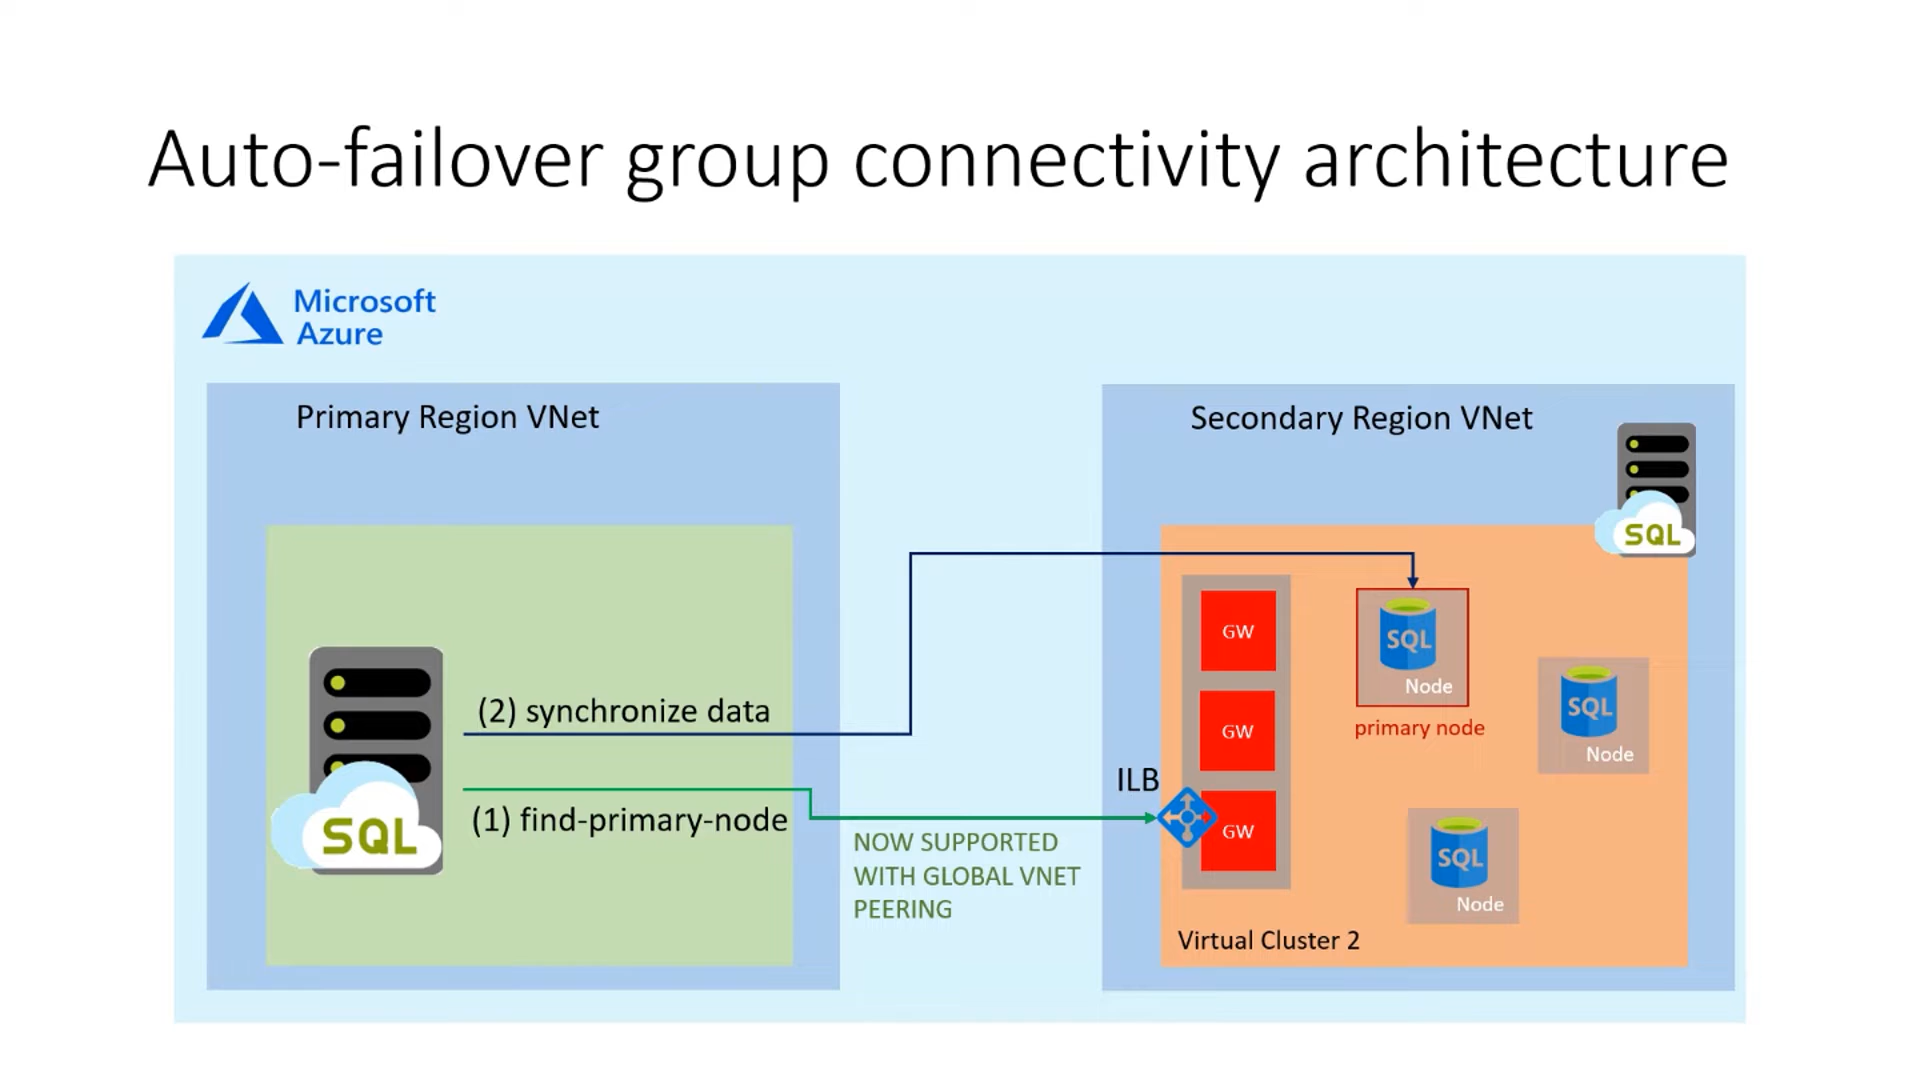 Auto-failover group connectivity architecture
Microsoft
Azure
Primary Region VNet
(2) synchronize data
(1) find-primary-node
SQL
NOW SUPPORTED
WITH GLOBAL VNET
PEERING
Secondary Region VNet
SQL
ILB
GW
GW
GW
SQL
Node
primary node
SQL
Node
SQL
Node
Virtual Cluster 2